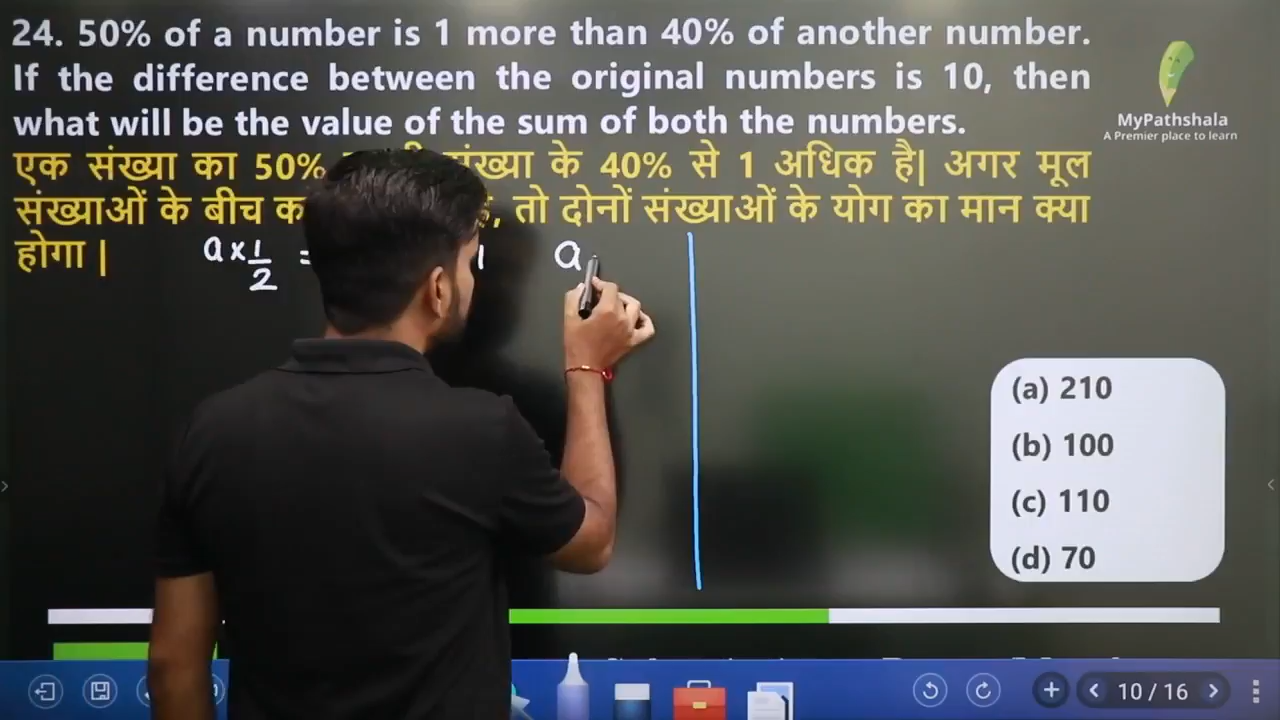 24. 50% of a number is 1 more than 40% of another number.
If the difference between the original numbers is 10, then
what will be the value of the sum of both the numbers.
एक संख्या का 50% संख्या के 40% से 1 अधिक है| अगर मूल
संख्याओं के बीच तो दोनों संख्याओं के योग का मान क्या
होगा |
a × 1/2 = 1 a
MyPathshala
A Premier place to learn
(a) 210
(b) 100
(c) 110
(d) 70
10 / 16